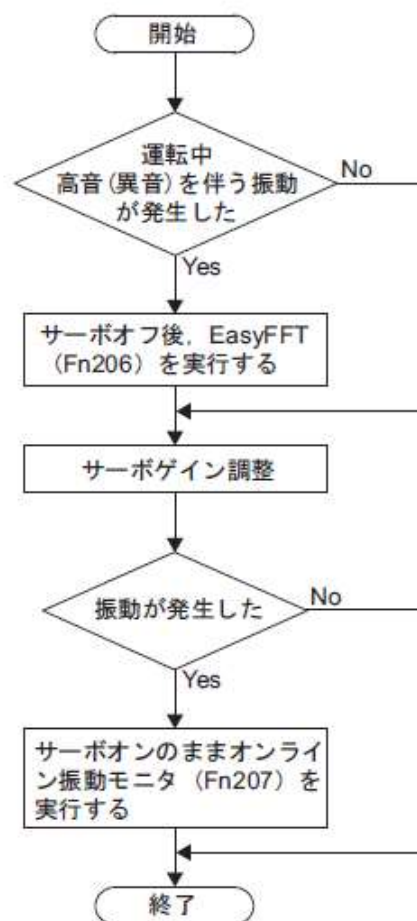 開始
運転中
高音(異音)を伴う振動
が発生した
No
Yes
サーボオフ後,EasyFFT
(Fn206)を実行する
サーボゲイン調整
振動が発生した
No
Yes
サーボオンのままオンライ
ン振動モニタ(Fn207)を
実行する
終了